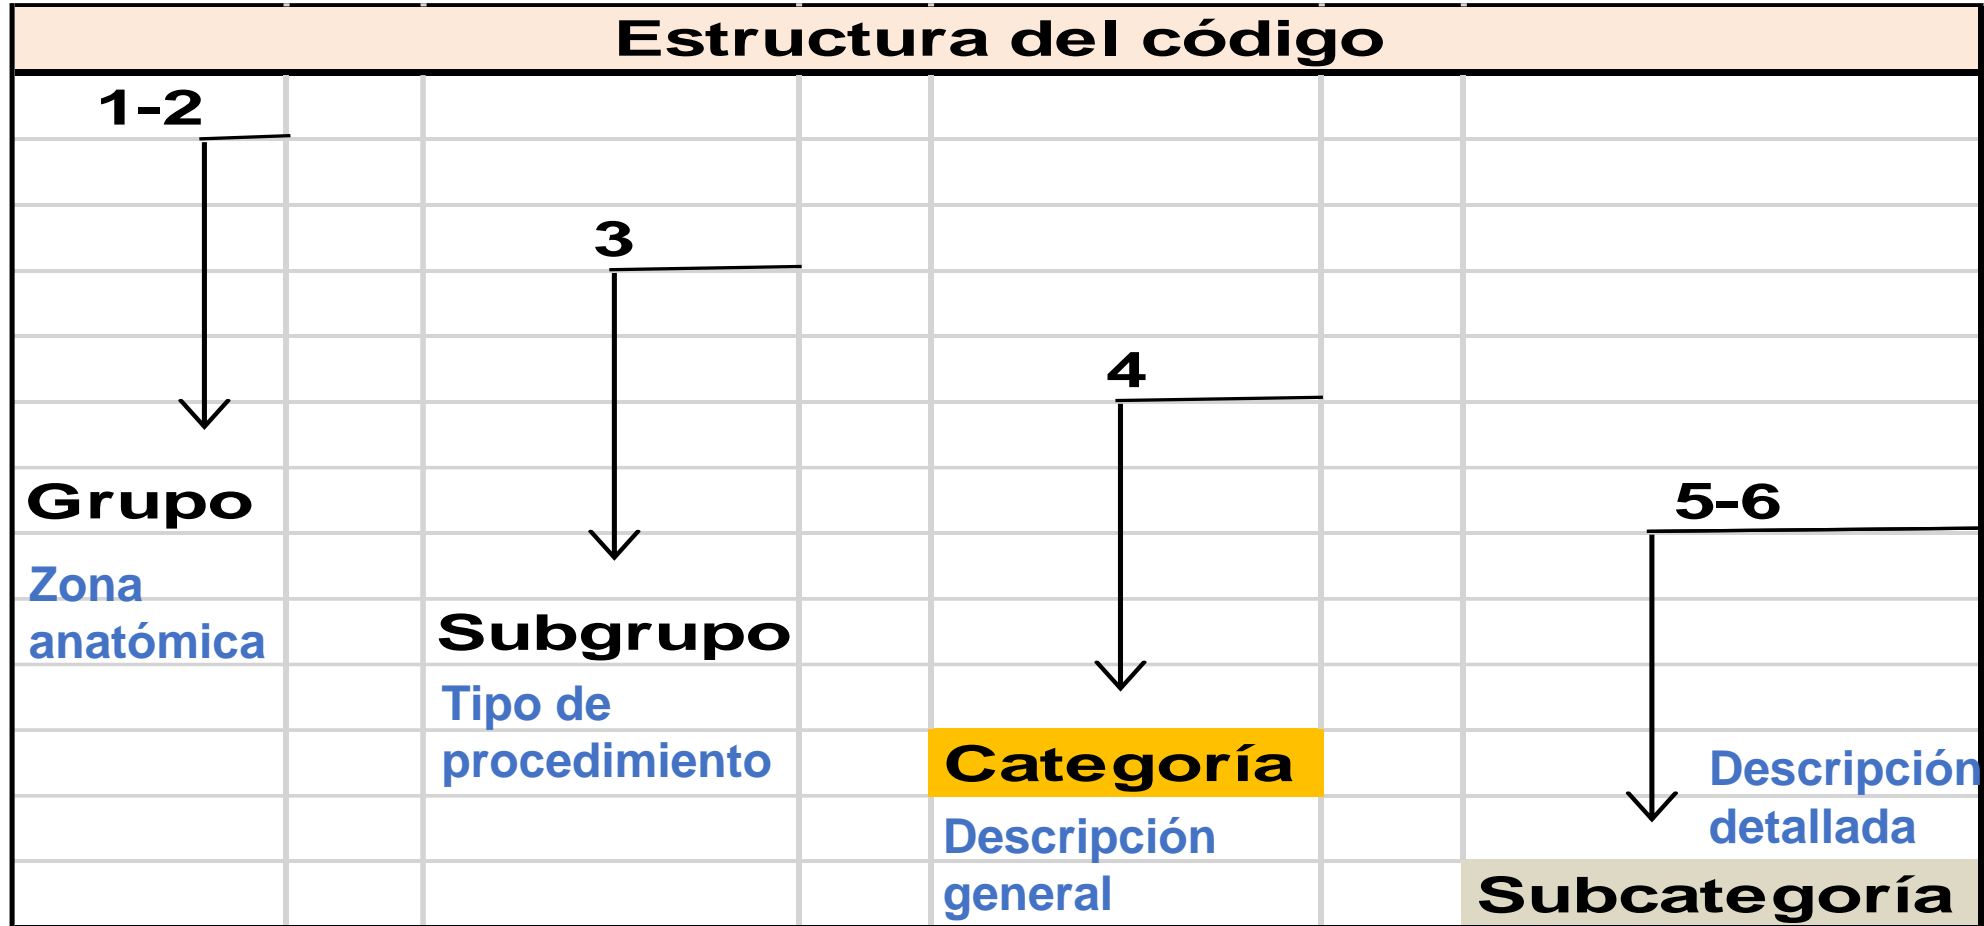 Estructura del código
1-2
Grupo
Zona
anatómica
3
Subgrupo
Tipo de
procedimiento
4
Categoría
Descripción
general
5-6
Descripción
detallada
Subcategoría